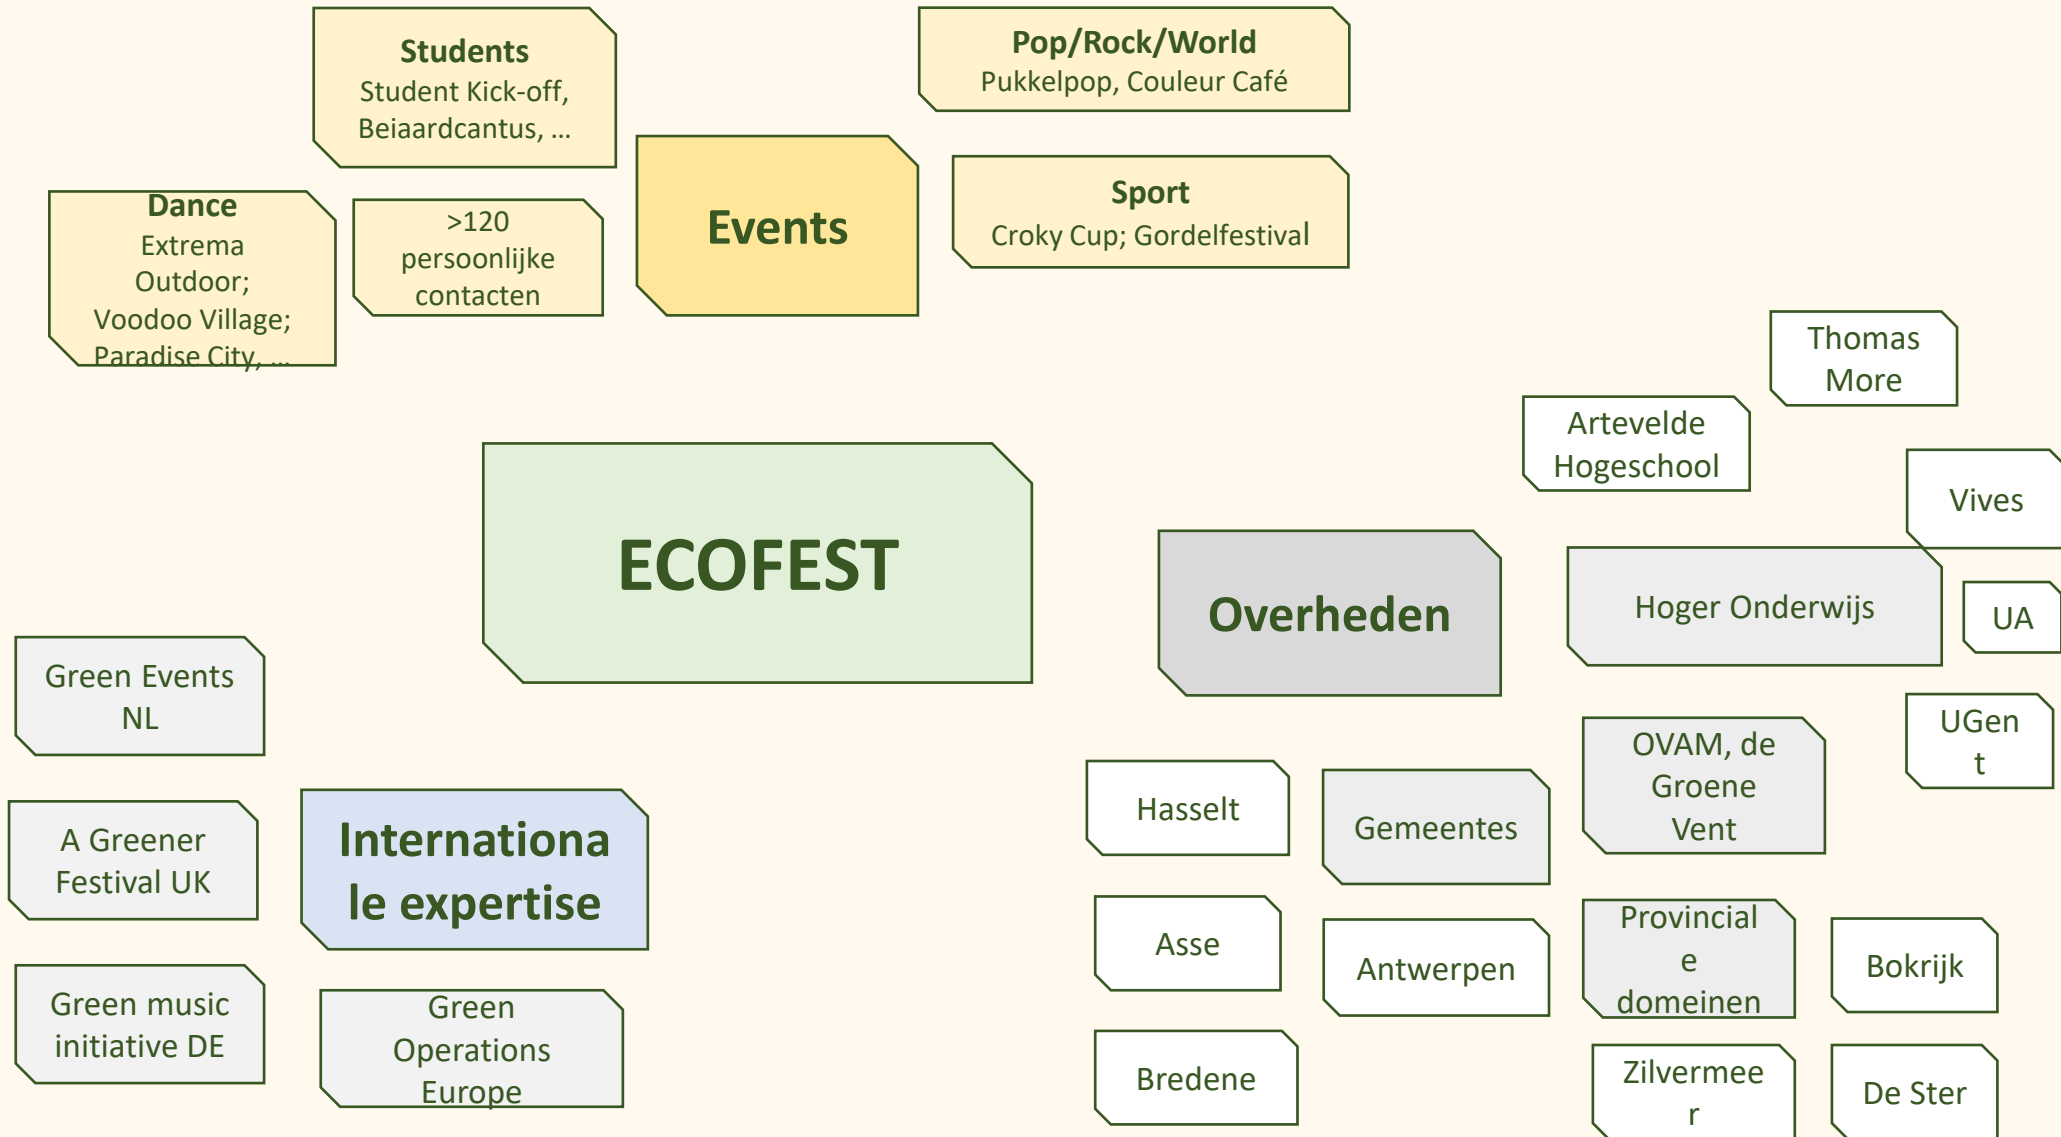 Students
Student Kick-off,
Beiaardcantus, ...
Pop/Rock/World
Pukkelpop, Couleur Café
Dance
Extrema
Outdoor;
Voodoo Village;
Paradise City, ...
>120
persoonlijke
contacten
Events
Sport
Croky Cup; Gordelfestival
Thomas
More
Artevelde
Hogeschool
Vives
ECOFEST
Overheden
Hoger Onderwijs
UA
Green Events
NL
UGen
t
OVAM, de
Groene
Vent
A Greener
Festival UK
Internationa
le expertise
Hasselt
Gemeentes
Asse
Antwerpen
Provincial
e
domeinen
Bokrijk
Green music
initiative DE
Green
Operations
Europe
Bredene
Zilvermee
r
De Ster